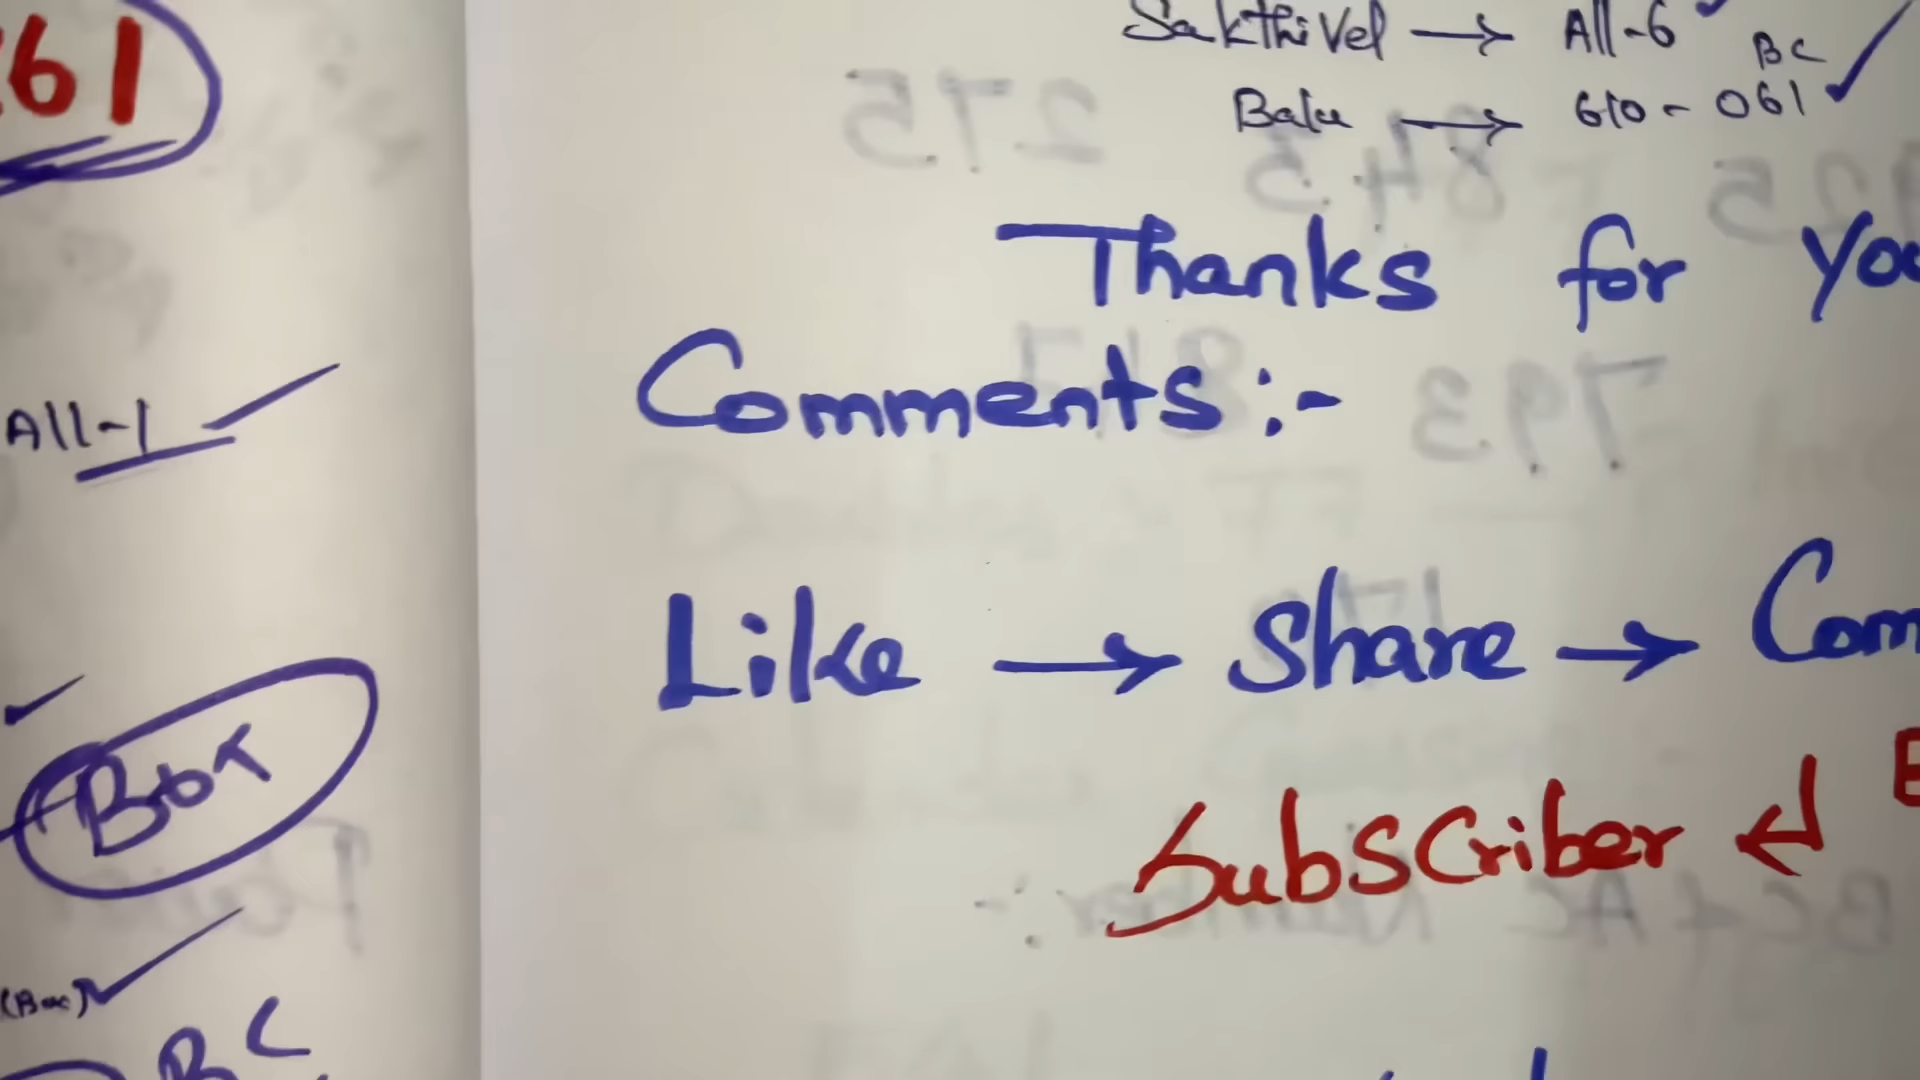 61
All-1
Box
(Box)
BC
SakthiVel → All-6
BC
Balu → 610 - 061
Thanks for You
Comments :-
Like → Share → Com
Subscriber ↲